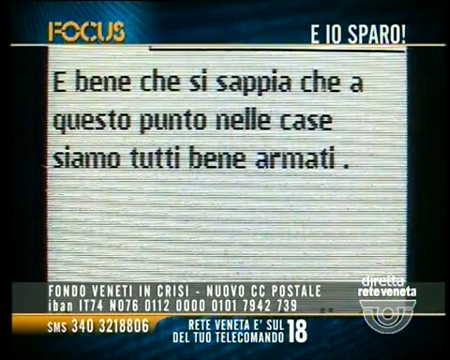 FOCUS
E IO SPARO!
E bene che si sappia che a
questo punto nelle case
siamo tutti bene armati .
diretta
reteveneta
FONDO VENETI IN CRISI - NUOVO CC POSTALE
iban IT74 N076 0112 0000 0101 7942 739
SMS 340 3218806
RETE VENETA E' SUL
DEL TUO TELECOMANDO 18